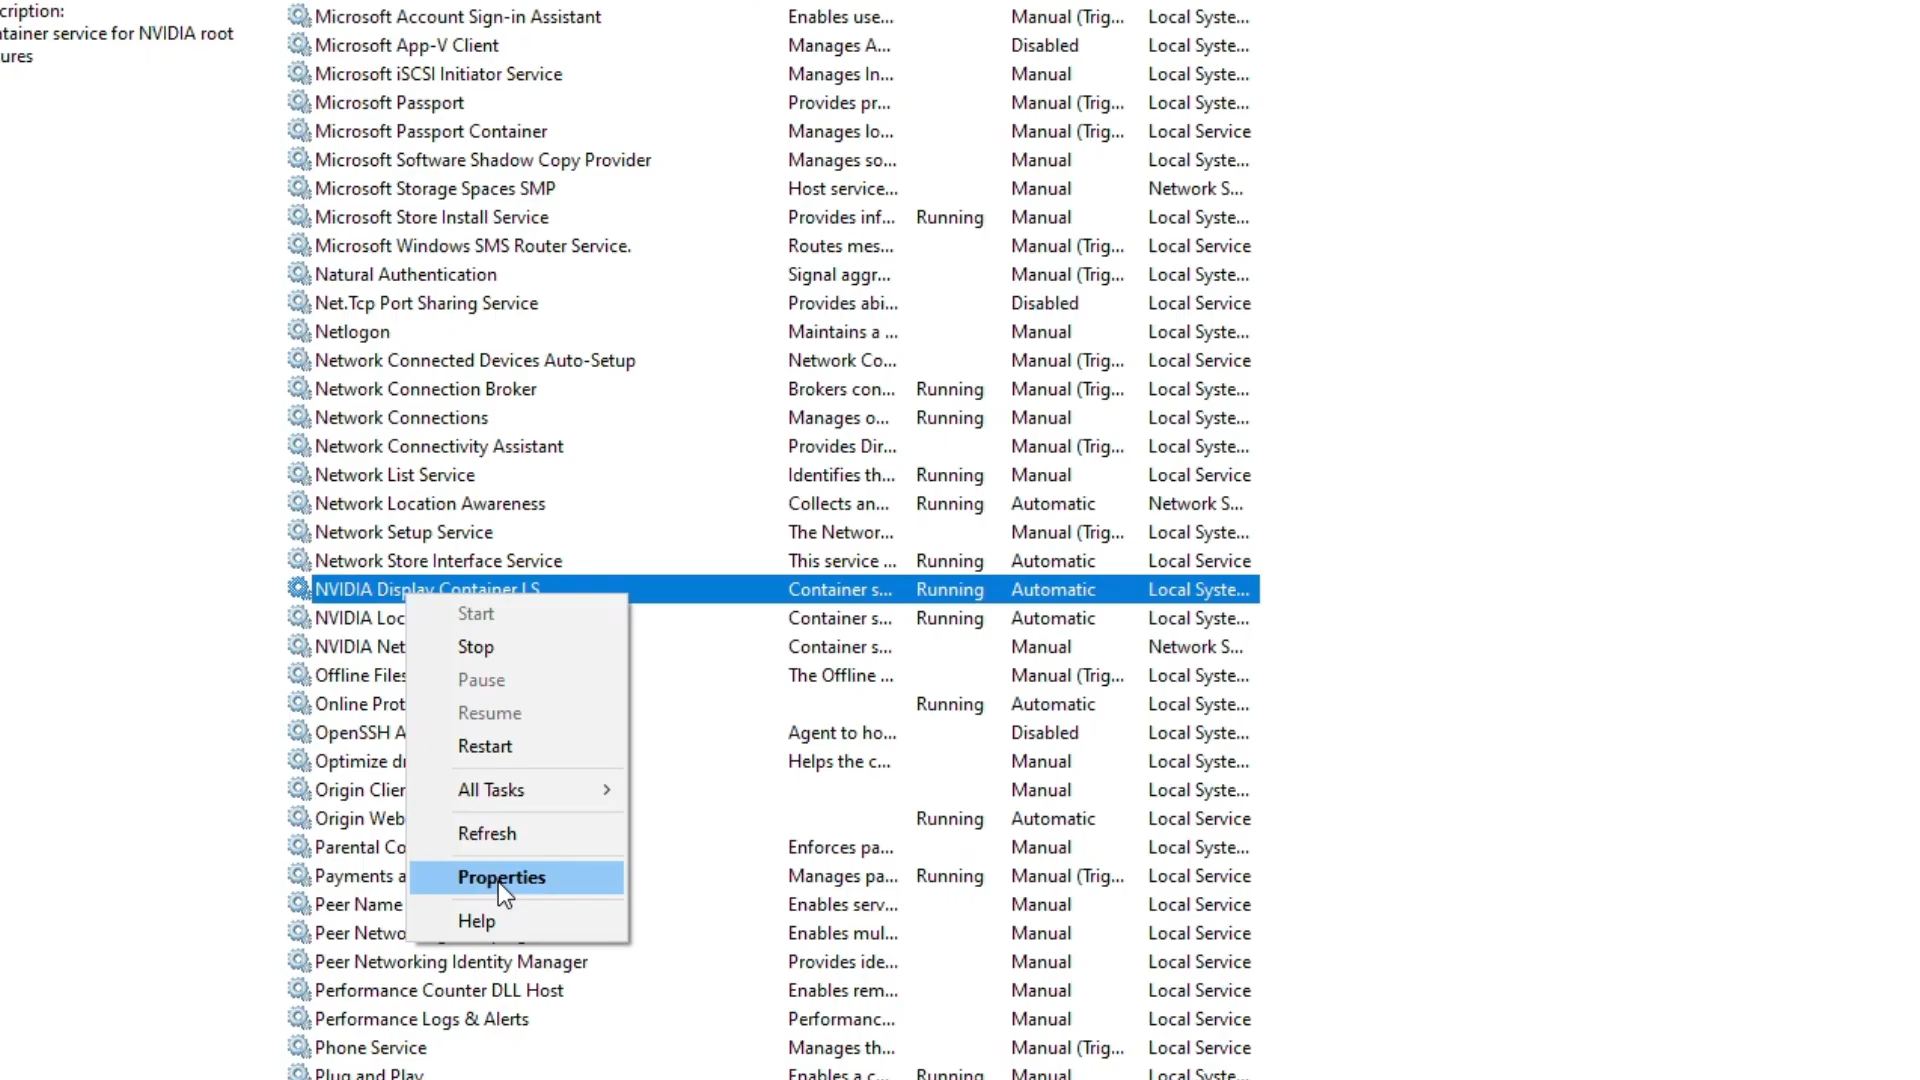 cription:
ntainer service for NVIDIA root
ures
Microsoft Account Sign-in Assistant Enables use... Manual (Trig... Local Syste...
Microsoft App-V Client Manages A... Disabled Local Syste...
Microsoft iSCSI Initiator Service Manages In... Manual Local Syste...
Microsoft Passport Provides pr... Manual (Trig... Local Syste...
Microsoft Passport Container Manages lo... Manual (Trig... Local Service
Microsoft Software Shadow Copy Provider Manages so... Manual Local Syste...
Microsoft Storage Spaces SMP Host service... Manual Network S...
Microsoft Store Install Service Provides inf... Running Manual Local Syste...
Microsoft Windows SMS Router Service. Routes mes... Manual (Trig... Local Service
Natural Authentication Signal aggr... Manual (Trig... Local Syste...
Net.Tcp Port Sharing Service Provides abi... Disabled Local Service
Netlogon Maintains a ... Manual Local Syste...
Network Connected Devices Auto-Setup Network Co... Manual (Trig... Local Service
Network Connection Broker Brokers con... Running Manual (Trig... Local Syste...
Network Connections Manages o... Running Manual Local Syste...
Network Connectivity Assistant Provides Dir... Manual (Trig... Local Syste...
Network List Service Identifies th... Running Manual Local Service
Network Location Awareness Collects an... Running Automatic Network S...
Network Setup Service The Networ... Manual (Trig... Local Syste...
Network Store Interface Service This service ... Running Automatic Local Service
NVIDIA Display Container LS Container s... Running Automatic Local Syste...
NVIDIA Loc Container s... Running Automatic Local Syste...
NVIDIA Net Container s... Manual Network S...
Offline Files The Offline ... Manual (Trig... Local Syste...
Online Prot Running Automatic Local Syste...
OpenSSH A Agent to ho... Disabled Local Syste...
Optimize dr Helps the c... Manual Local Syste...
Origin Clien Manual Local Syste...
Origin Web Running Automatic Local Service
Parental Co Enforces pa... Manual Local Syste...
Payments a Manages pa... Running Manual (Trig... Local Syste...
Peer Name Enables serv... Manual Local Service
Peer Netwo Enables mul... Manual Local Service
Peer Networking Identity Manager Provides ide... Manual Local Service
Performance Counter DLL Host Enables rem... Manual Local Service
Performance Logs & Alerts Performanc... Manual Local Service
Phone Service Manages th... Manual (Trig... Local Service
Plug and Play Enables a c... Running Manual Local Syste...
Start
Stop
Pause
Resume
Restart
All Tasks
Refresh
Properties
Help